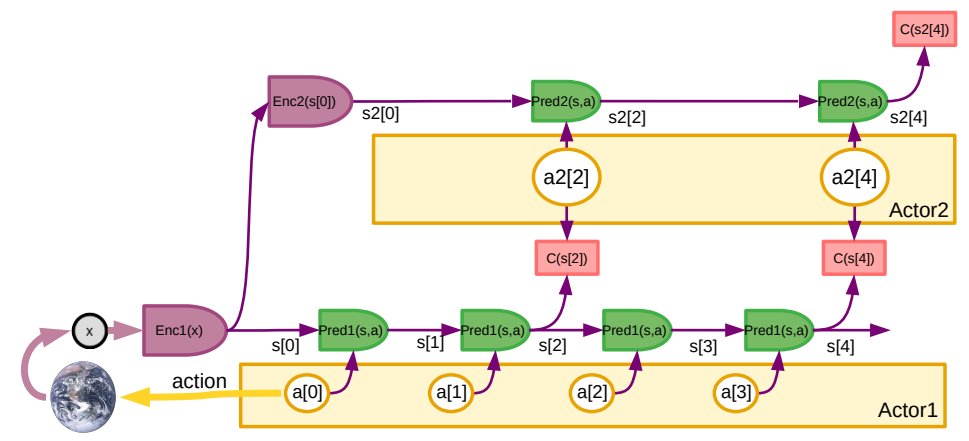 C(s2[4])
Enc2(s[0])
Pred2(s,a)
Pred2(s,a)
s2[0]
s2[2]
s2[4]
a2[2]
a2[4]
Actor2
C(s[2])
C(s[4])
x
Enc1(x)
Pred1(s,a)
Pred1(s,a)
Pred1(s,a)
Pred1(s,a)
s[0]
s[1]
s[2]
s[3]
s[4]
action
a[0]
a[1]
a[2]
a[3]
Actor1